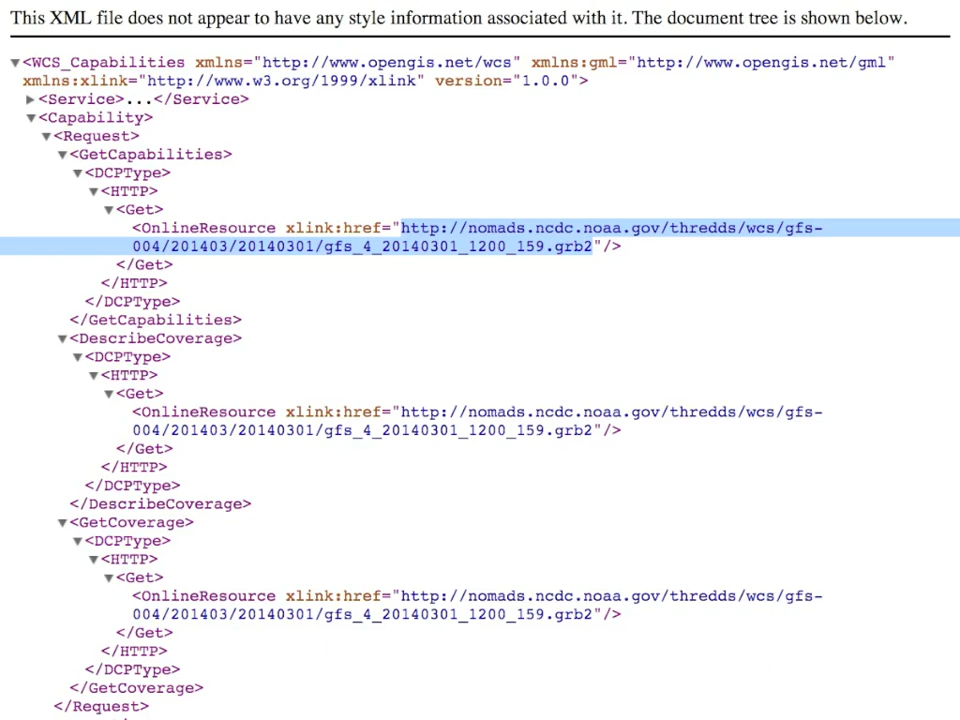 This XML file does not appear to have any style information associated with it. The document tree is shown below.
▼<WCS_Capabilities xmlns="http://www.opengis.net/wcs" xmlns:gml="http://www.opengis.net/gml"
xmlns:xlink="http://www.w3.org/1999/xlink" version="1.0.0">
▶<Service>...</Service>
▼<Capability>
▼<Request>
▼<GetCapabilities>
▼<DCPType>
▼<HTTP>
▼<Get>
<OnlineResource xlink:href="http://nomads.ncdc.noaa.gov/thredds/wcs/gfs-
004/201403/20140301/gfs_4_20140301_1200_159.grb2"/>
</Get>
</HTTP>
</DCPType>
</GetCapabilities>
▼<DescribeCoverage>
▼<DCPType>
▼<HTTP>
▼<Get>
<OnlineResource xlink:href="http://nomads.ncdc.noaa.gov/thredds/wcs/gfs-
004/201403/20140301/gfs_4_20140301_1200_159.grb2"/>
</Get>
</HTTP>
</DCPType>
</DescribeCoverage>
▼<GetCoverage>
▼<DCPType>
▼<HTTP>
▼<Get>
<OnlineResource xlink:href="http://nomads.ncdc.noaa.gov/thredds/wcs/gfs-
004/201403/20140301/gfs_4_20140301_1200_159.grb2"/>
</Get>
</HTTP>
</DCPType>
</GetCoverage>
</Request>